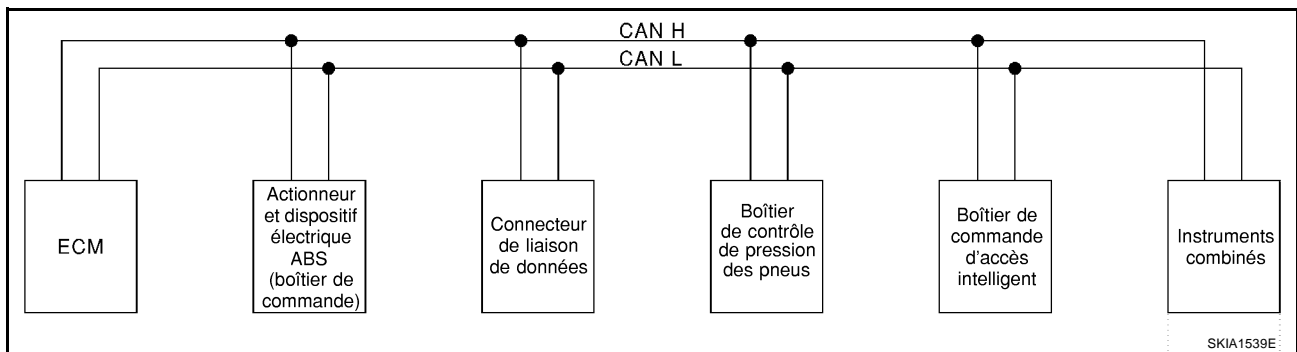 CAN H
CAN L
ECM
Actionneur
et dispositif
électrique
ABS
(boîtier de
commande)
Connecteur
de liaison
de données
Boîtier
de contrôle
de pression
des pneus
Boîtier de
commande
d'accès
intelligent
Instruments
combinés
SKIA1539E